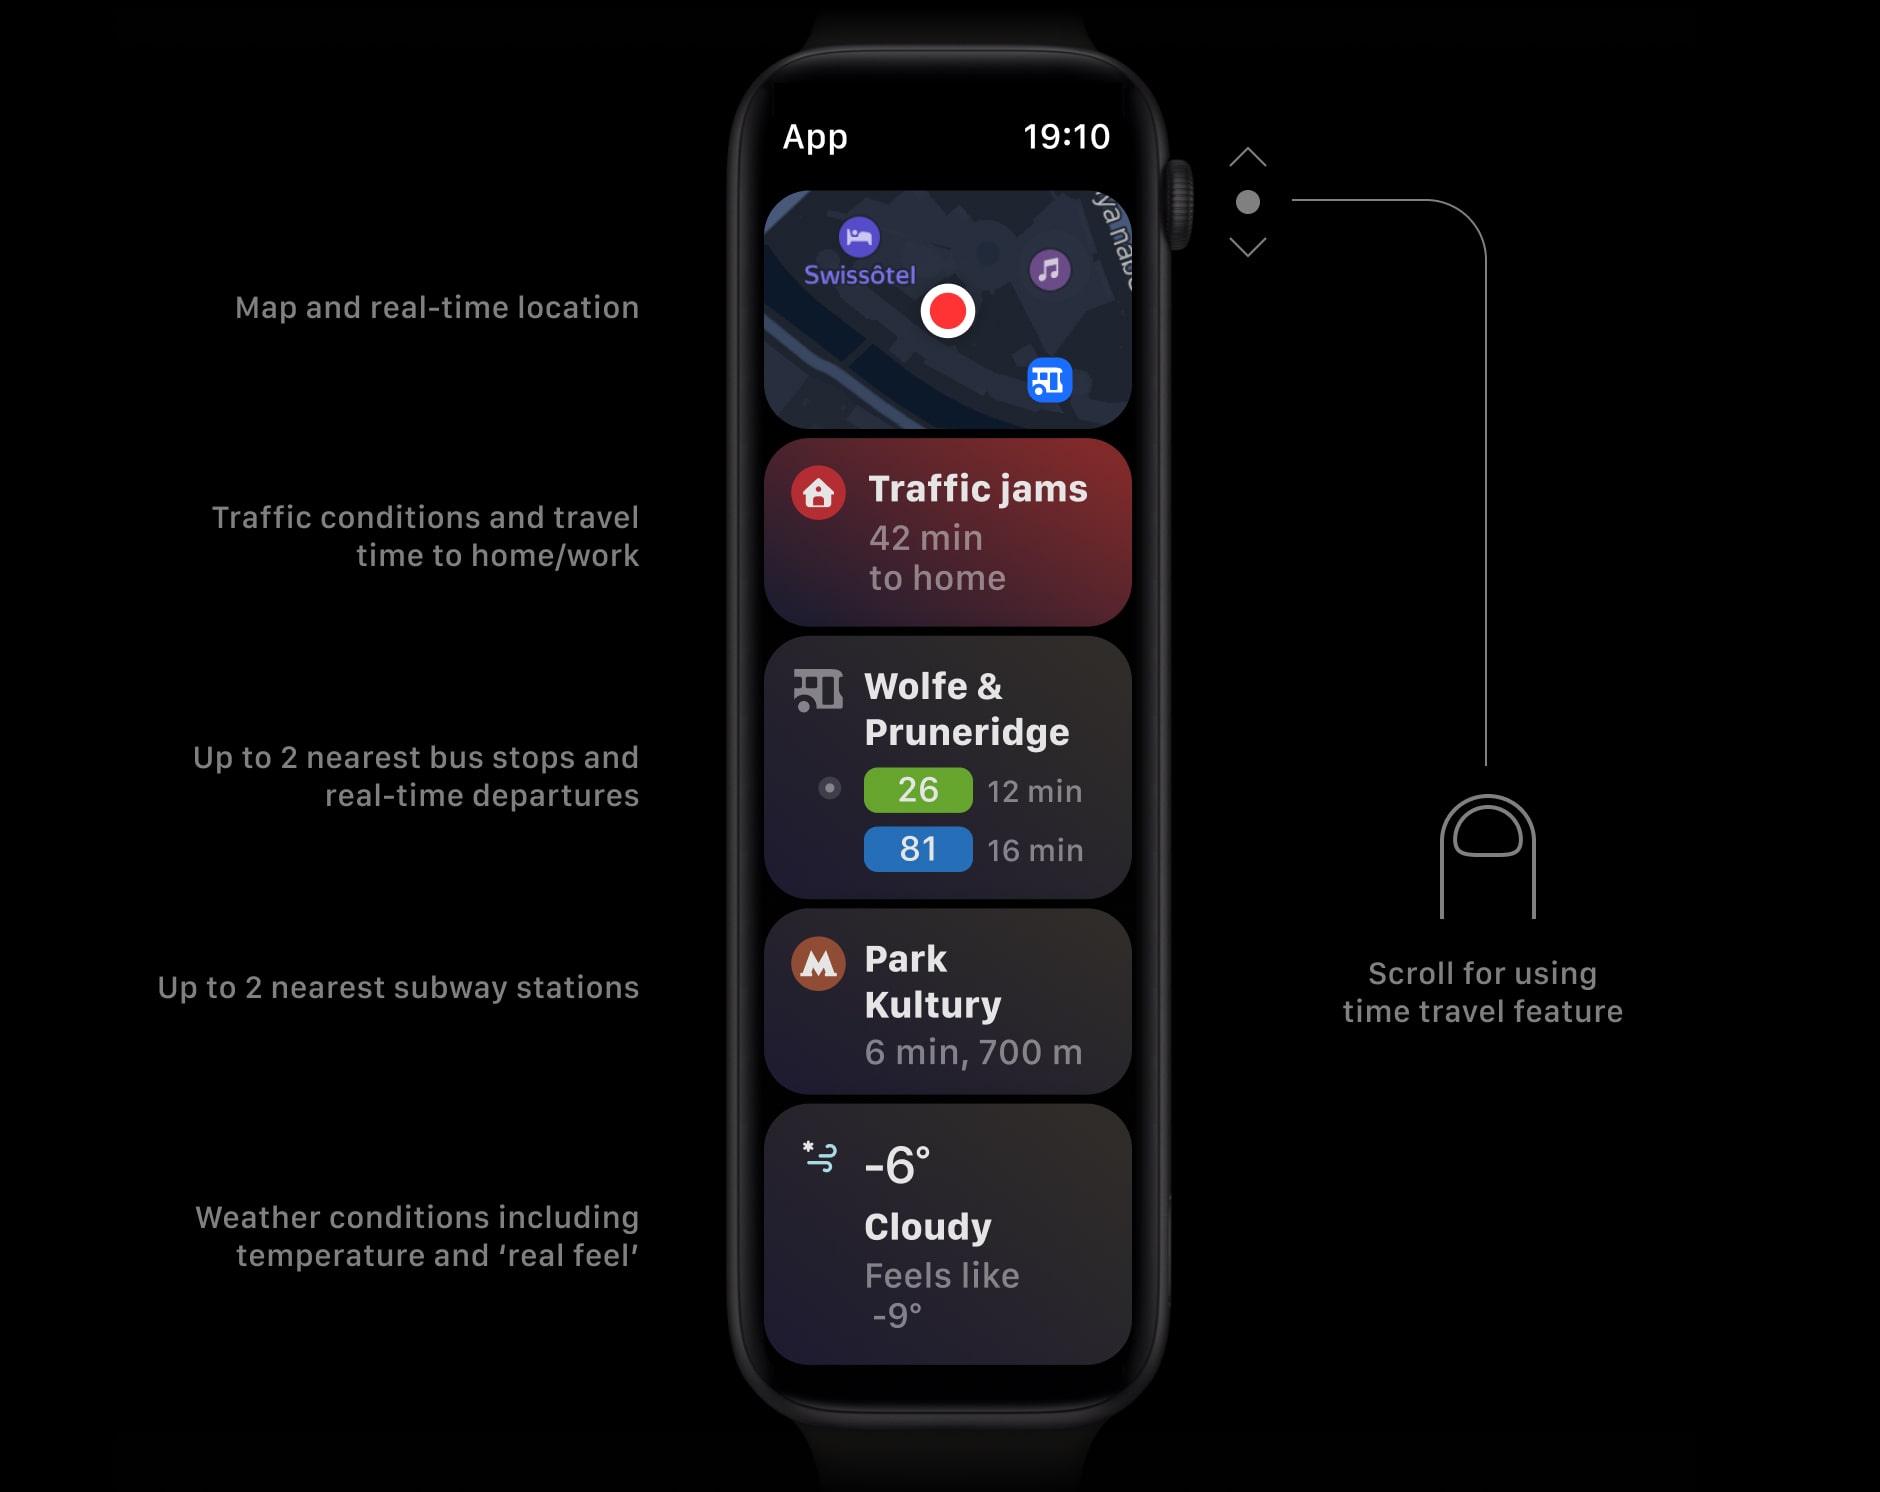 App
19:10
Swissôtel
Map and real-time location
Traffic conditions and travel
time to home/work
Traffic jams
42 min
to home
Up to 2 nearest bus stops and
real-time departures
Wolfe &
Pruneridge
26 12 min
81 16 min
Up to 2 nearest subway stations
Park
Kultury
6 min, 700 m
Weather conditions including
temperature and ‘real feel’
-6°
Cloudy
Feels like
-9°
Scroll for using
time travel feature